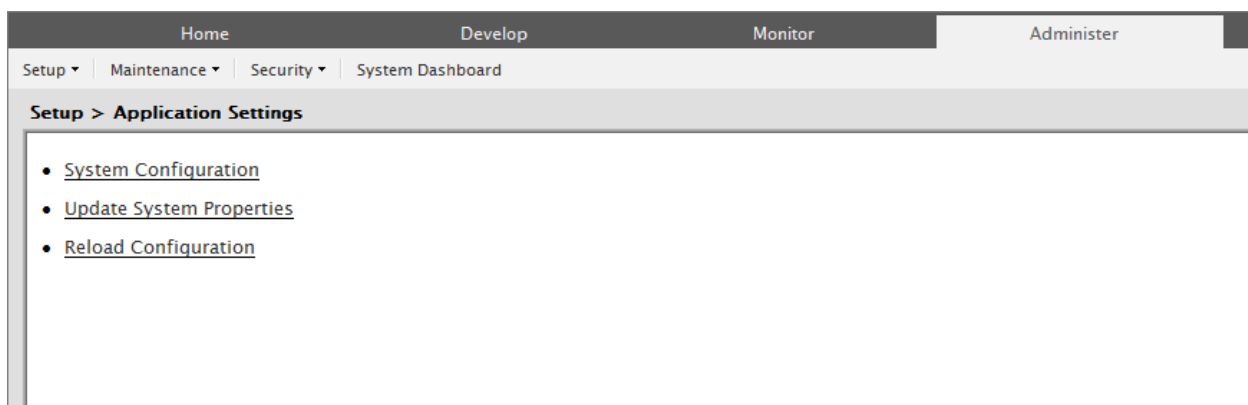 Home Develop Monitor Administer
Setup Maintenance Security System Dashboard
Setup > Application Settings
• System Configuration
• Update System Properties
• Reload Configuration